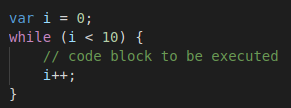 var i = 0;
while (i < 10) {
    // code block to be executed
    i++;
}